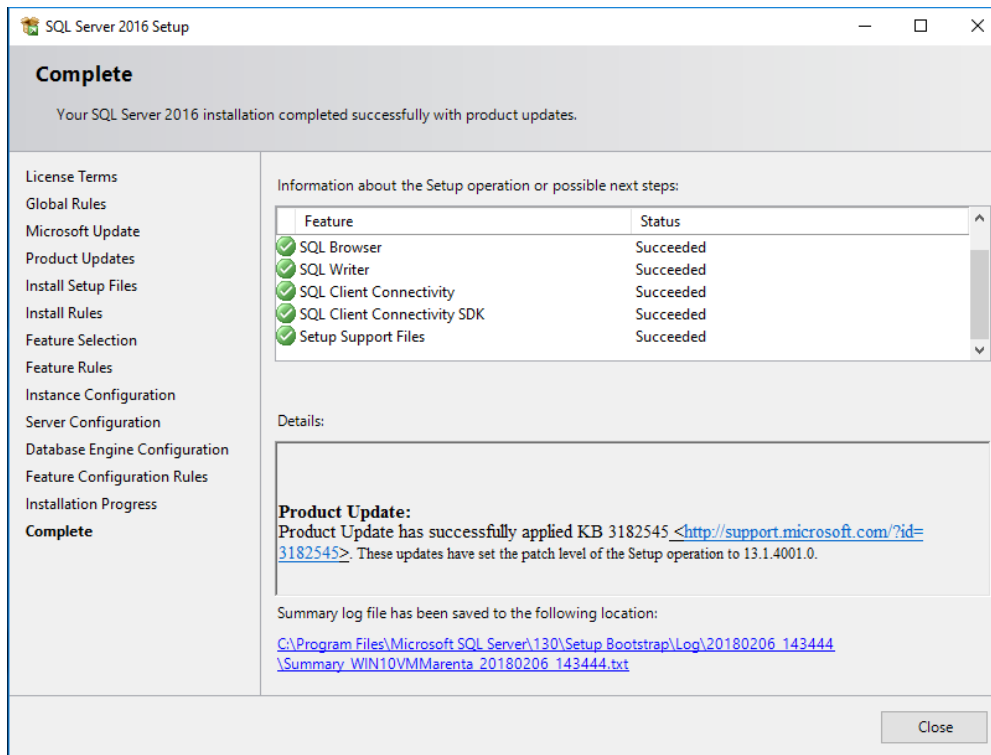 SQL Server 2016 Setup
Complete
Your SQL Server 2016 installation completed successfully with product updates.
License Terms
Global Rules
Microsoft Update
Product Updates
Install Setup Files
Install Rules
Feature Selection
Feature Rules
Instance Configuration
Server Configuration
Database Engine Configuration
Feature Configuration Rules
Installation Progress
Complete
Information about the Setup operation or possible next steps:
Feature Status
SQL Browser Succeeded
SQL Writer Succeeded
SQL Client Connectivity Succeeded
SQL Client Connectivity SDK Succeeded
Setup Support Files Succeeded
Details:
Product Update:
Product Update has successfully applied KB 3182545 <http://support.microsoft.com/?id=
3182545>. These updates have set the patch level of the Setup operation to 13.1.4001.0.
Summary log file has been saved to the following location:
C:\Program Files\Microsoft SQL Server\130\Setup Bootstrap\Log\20180206_143444
\Summary_WIN10VMMarenta_20180206_143444.txt
Close